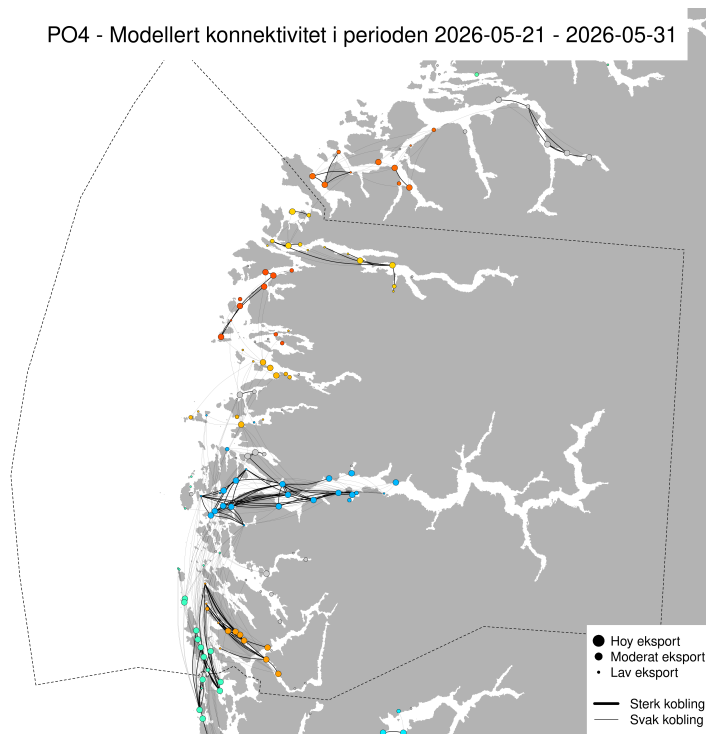 PO4 - Modellert konnektivitet i perioden 2026-05-21 - 2026-05-31
Hoy eksport
Moderat eksport
Lav eksport
Sterk kobling
Svak kobling